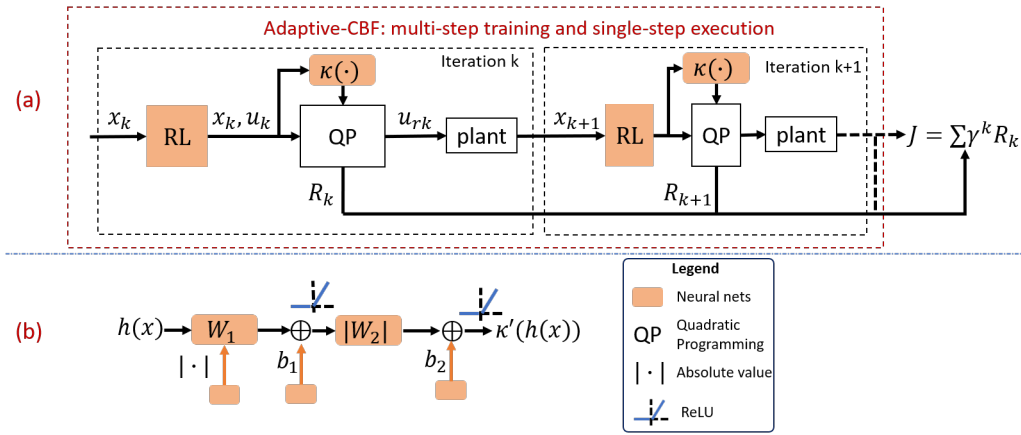 Adaptive-CBF: multi-step training and single-step execution
(a)
Iteration k
x_k
RL
x_k, u_k
κ(·)
QP
u_{rk}
plant
R_k
Iteration k+1
x_{k+1}
RL
κ(·)
QP
plant
R_{k+1}
J = ∑γ^k R_k
(b)
h(x)
W_1
|·|
b_1
|W_2|
b_2
κ′(h(x))
Legend
Neural nets
QP
Quadratic
Programming
|·|
Absolute value
ReLU